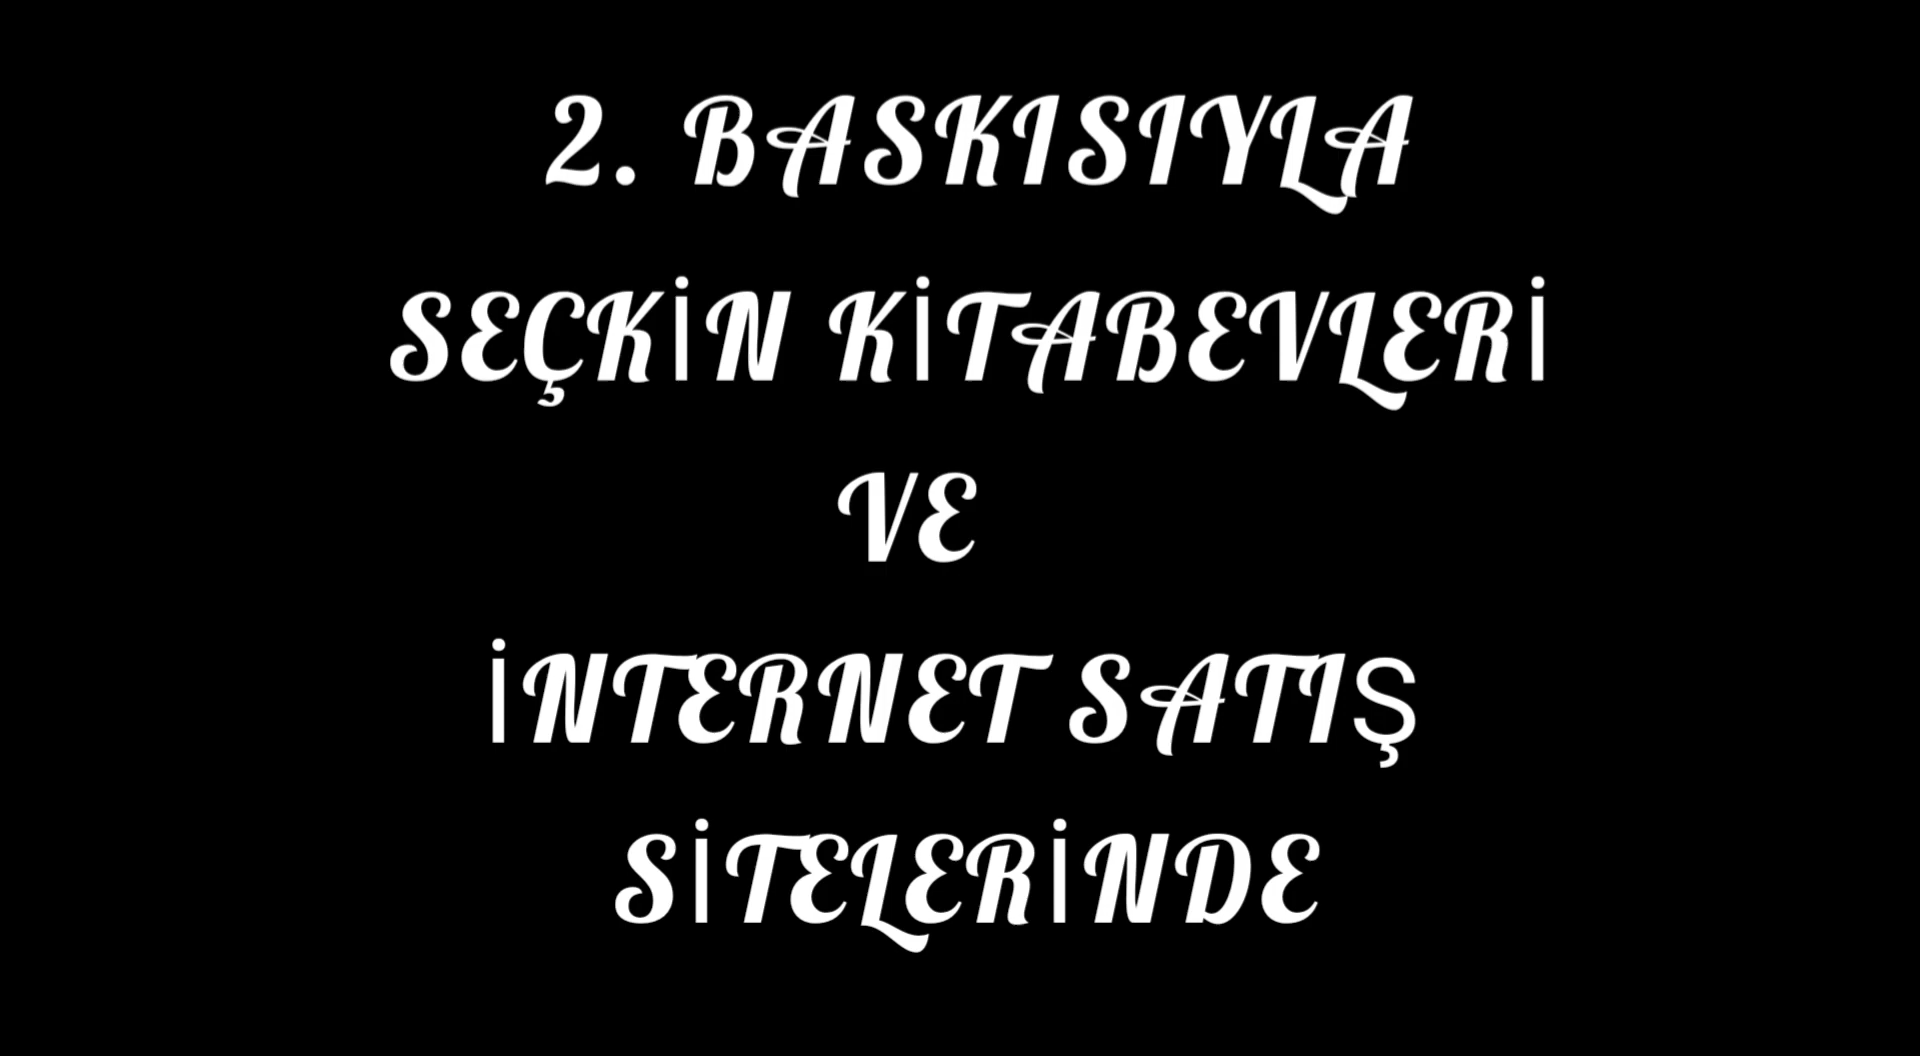 2. BASKISIYLA
SEÇKİN KİTABEVLERİ
VE
İNTERNET SATIŞ
SİTELERİNDE